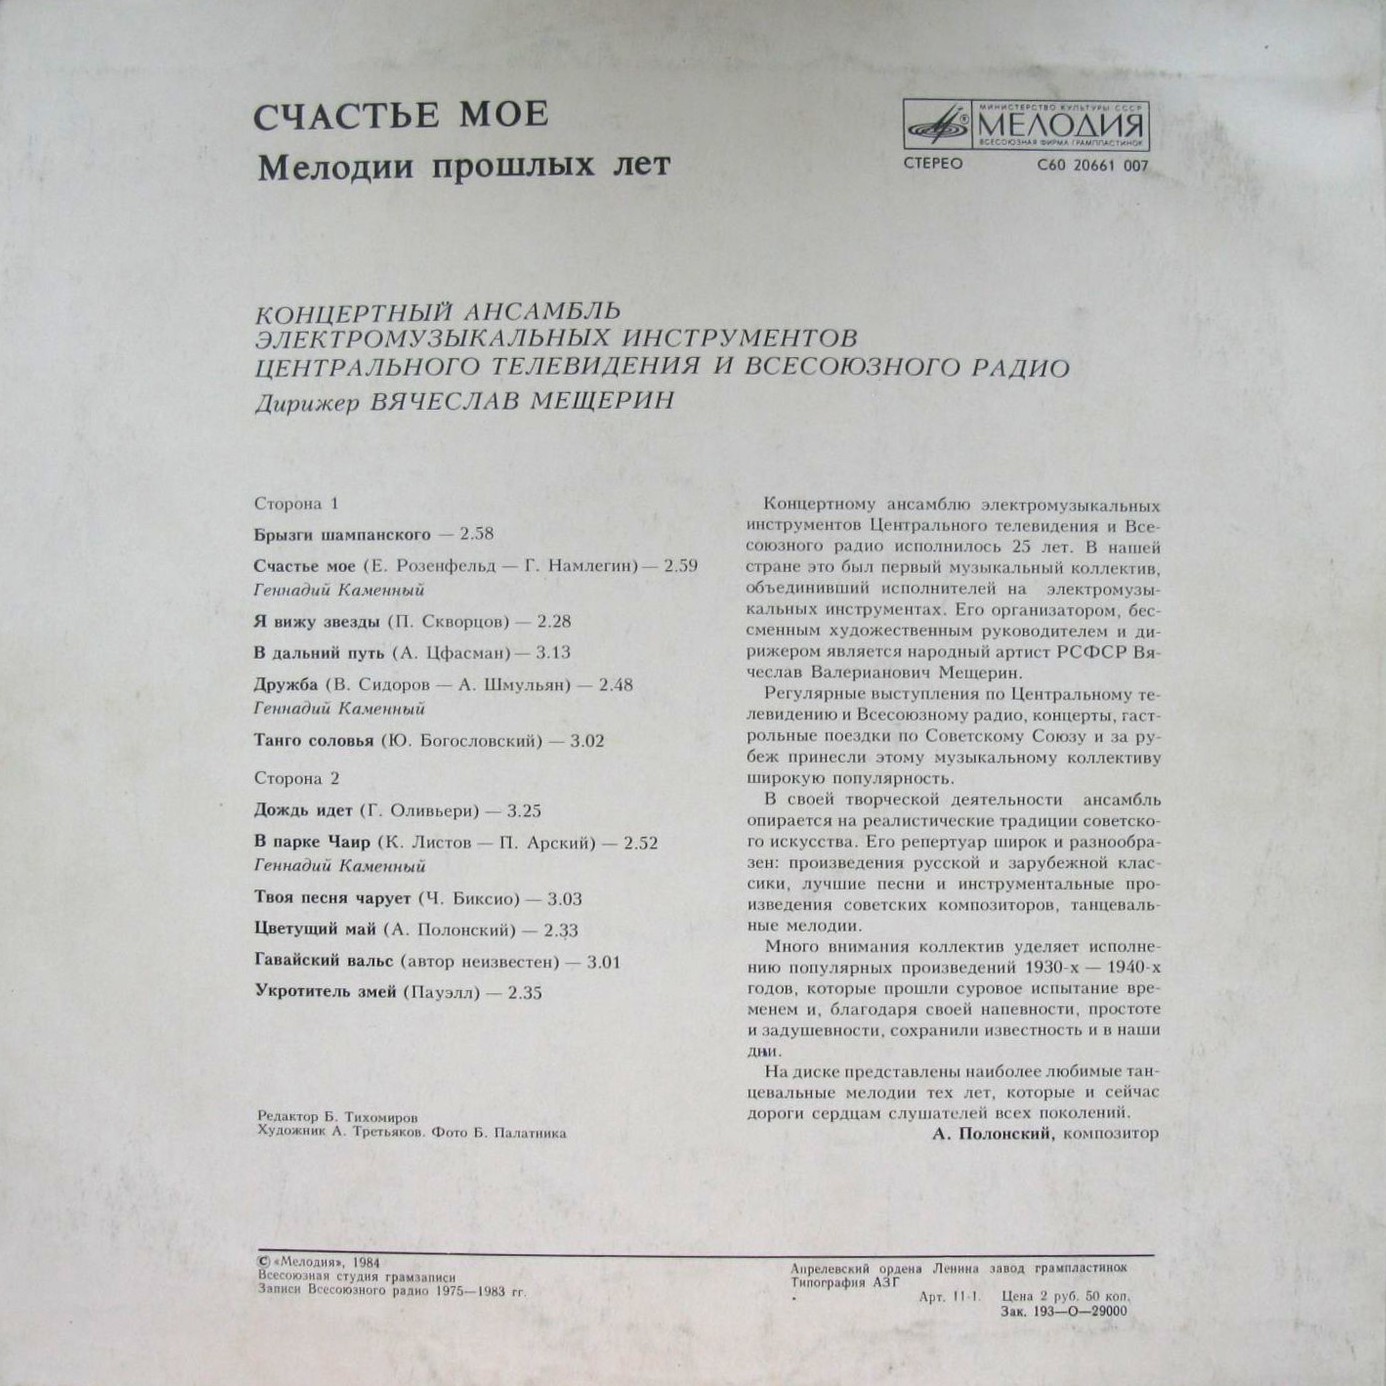 СЧАСТЬЕ МОЕ
Мелодии прошлых лет
МИНИСТЕРСТВО КУЛЬТУРЫ СССР
МЕЛОДИЯ
ВСЕСОЮЗНАЯ ФИРМА ГРАМПЛАСТИНОК
СТЕРЕО С60 20661 007
КОНЦЕРТНЫЙ АНСАМБЛЬ
ЭЛЕКТРОМУЗЫКАЛЬНЫХ ИНСТРУМЕНТОВ
ЦЕНТРАЛЬНОГО ТЕЛЕВИДЕНИЯ И ВСЕСОЮЗНОГО РАДИО
Дирижер ВЯЧЕСЛАВ МЕЩЕРИН
Сторона 1
Брызги шампанского — 2.58
Счастье мое (Е. Розенфельд — Г. Намлегин) — 2.59
Геннадий Каменный
Я вижу звезды (П. Скворцов) — 2.28
В дальний путь (А. Цфасман) — 3.13
Дружба (В. Сидоров — А. Шмульян) — 2.48
Геннадий Каменный
Танго соловья (Ю. Богословский) — 3.02
Сторона 2
Дождь идет (Г. Оливьери) — 3.25
В парке Чаир (К. Листов — П. Арский) — 2.52
Геннадий Каменный
Твоя песня чарует (Ч. Биксио) — 3.03
Цветущий май (А. Полонский) — 2.33
Гавайский вальс (автор неизвестен) — 3.01
Укротитель змей (Пауэлл) — 2.35
Редактор Б. Тихомиров
Художник А. Третьяков. Фото Б. Палатника
Концертному ансамблю электромузыкальных
инструментов Центрального телевидения и Все-
союзного радио исполнилось 25 лет. В нашей
стране это был первый музыкальный коллектив,
объединивший исполнителей на электромузы-
кальных инструментах. Его организатором, бес-
сменным художественным руководителем и ди-
рижером является народный артист РСФСР Вя-
чеслав Валерианович Мещерин.
Регулярные выступления по Центральному те-
левидению и Всесоюзному радио, концерты, гаст-
рольные поездки по Советскому Союзу и за ру-
беж принесли этому музыкальному коллективу
широкую популярность.
В своей творческой деятельности ансамбль
опирается на реалистические традиции советско-
го искусства. Его репертуар широк и разнообра-
зен: произведения русской и зарубежной клас-
сики, лучшие песни и инструментальные про-
изведения советских композиторов, танцеваль-
ные мелодии.
Много внимания коллектив уделяет исполне-
нию популярных произведений 1930-х — 1940-х
годов, которые прошли суровое испытание вре-
менем и, благодаря своей напевности, простоте
и задушевности, сохранили известность и в наши
дни.
На диске представлены наиболее любимые тан-
цевальные мелодии тех лет, которые и сейчас
дороги сердцам слушателей всех поколений.
А. Полонский, композитор
© «Мелодия», 1984
Всесоюзная студия грамзаписи
Записи Всесоюзного радио 1975—1983 гг.
Апрелевский ордена Ленина завод грампластинок
Типография АЗГ
Арт. 11-1. Цена 2 руб. 50 коп.
Зак. 193—О—29000